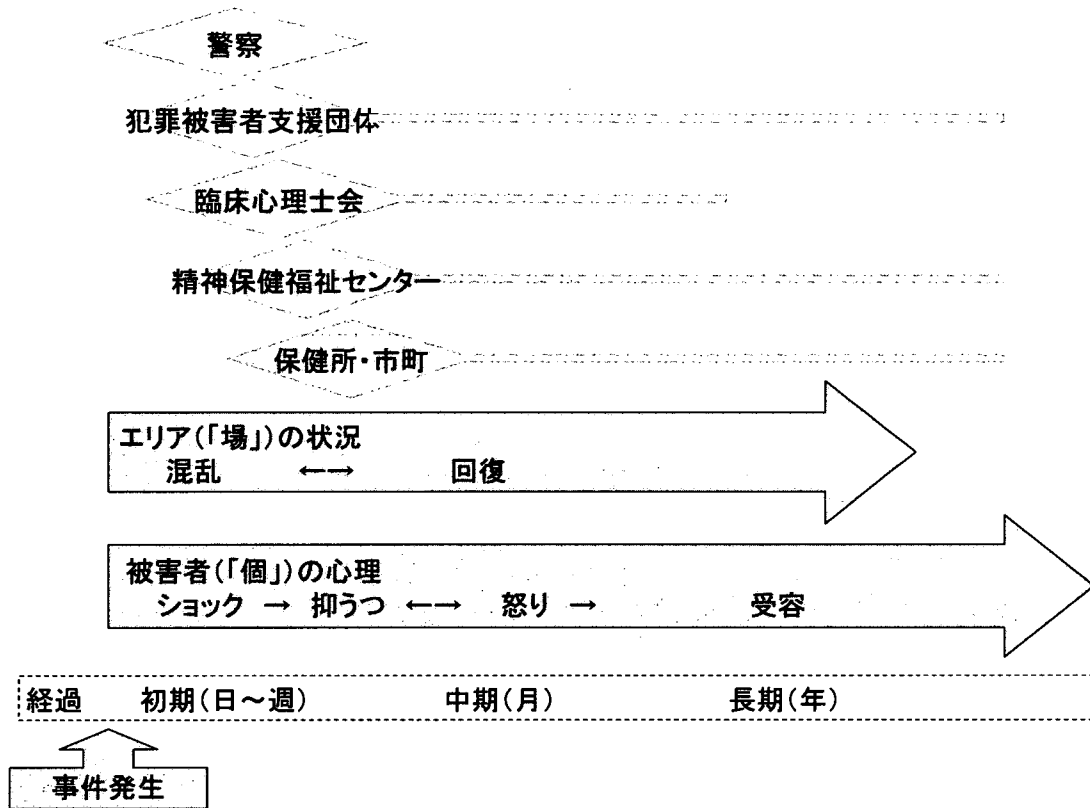 警察
犯罪被害者支援団体
臨床心理士会
精神保健福祉センター
保健所・市町
エリア(「場」)の状況
混乱 ←→ 回復
被害者(「個」)の心理
ショック → 抑うつ ←→ 怒り → 受容
経過 初期(日～週) 中期(月) 長期(年)
事件発生